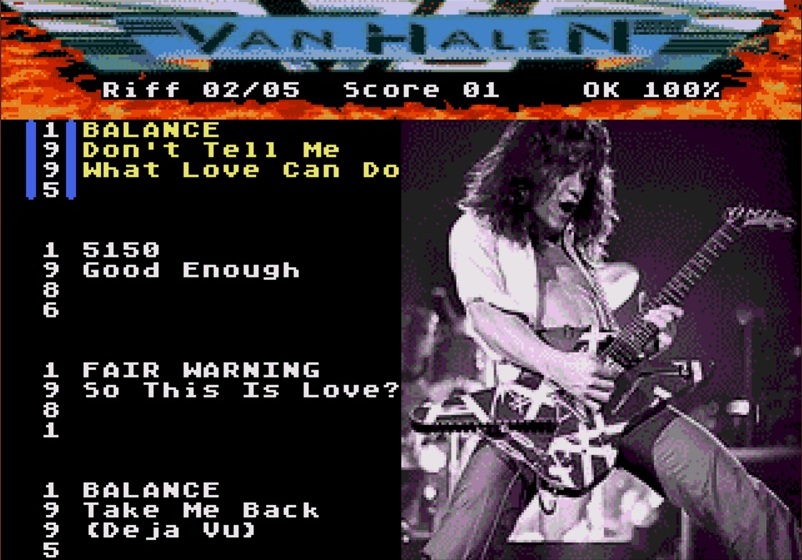 VAN HALEN
Riff 02/05 Score 01 OK 100%
1 BALANCE
9 Don't Tell Me
9 What Love Can Do
5
1 5150
9 Good Enough
8
6
1 FAIR WARNING
9 So This Is Love?
8
1
1 BALANCE
9 Take Me Back
9 (Deja Vu)
5